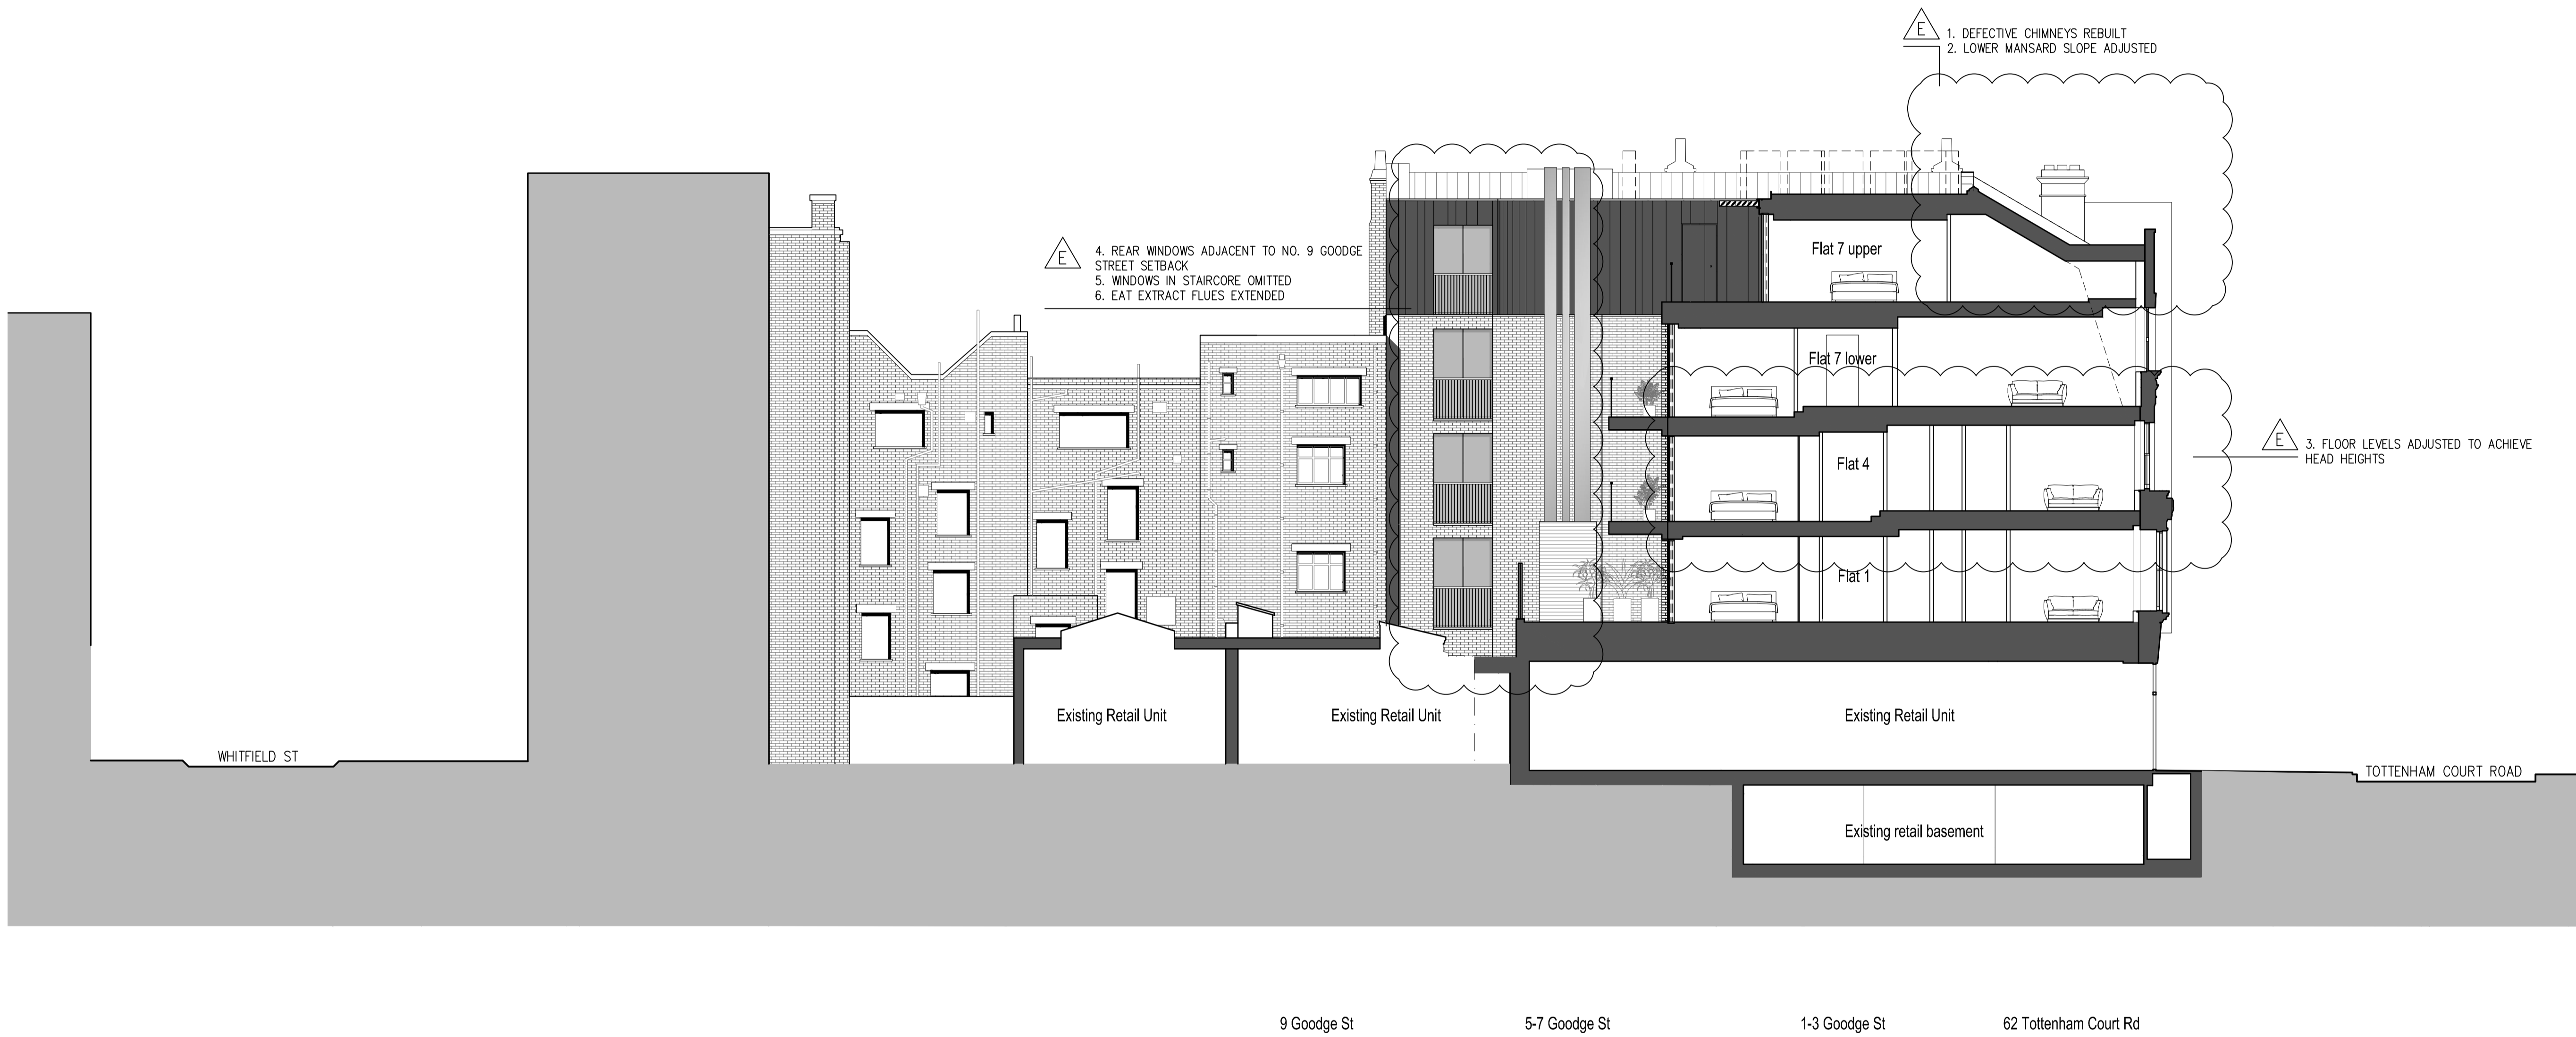 E
1. DEFECTIVE CHIMNEYS REBUILT
2. LOWER MANSARD SLOPE ADJUSTED
E
4. REAR WINDOWS ADJACENT TO NO. 9 GOODGE
STREET SETBACK
5. WINDOWS IN STAIRCORE OMITTED
6. EAT EXTRACT FLUES EXTENDED
Flat 7 upper
Flat 7 lower
E
3. FLOOR LEVELS ADJUSTED TO ACHIEVE
HEAD HEIGHTS
Flat 4
Flat 1
Existing Retail Unit
Existing Retail Unit
Existing Retail Unit
WHITFIELD ST
TOTTENHAM COURT ROAD
Existing retail basement
9 Goodge St
5-7 Goodge St
1-3 Goodge St
62 Tottenham Court Rd